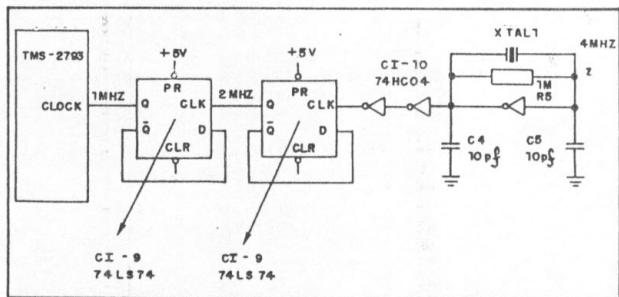 TMS-2793
CLOCK
1MHZ
+5V
PR
Q
CLK
Q̅
D
CLR
CI-9
74LS74
2MHZ
+5V
PR
Q
CLK
Q̅
D
CLR
CI-9
74LS74
CI-10
74HC04
XTAL1
4MHZ
2
1M
R5
C4
10pf
C5
10pf